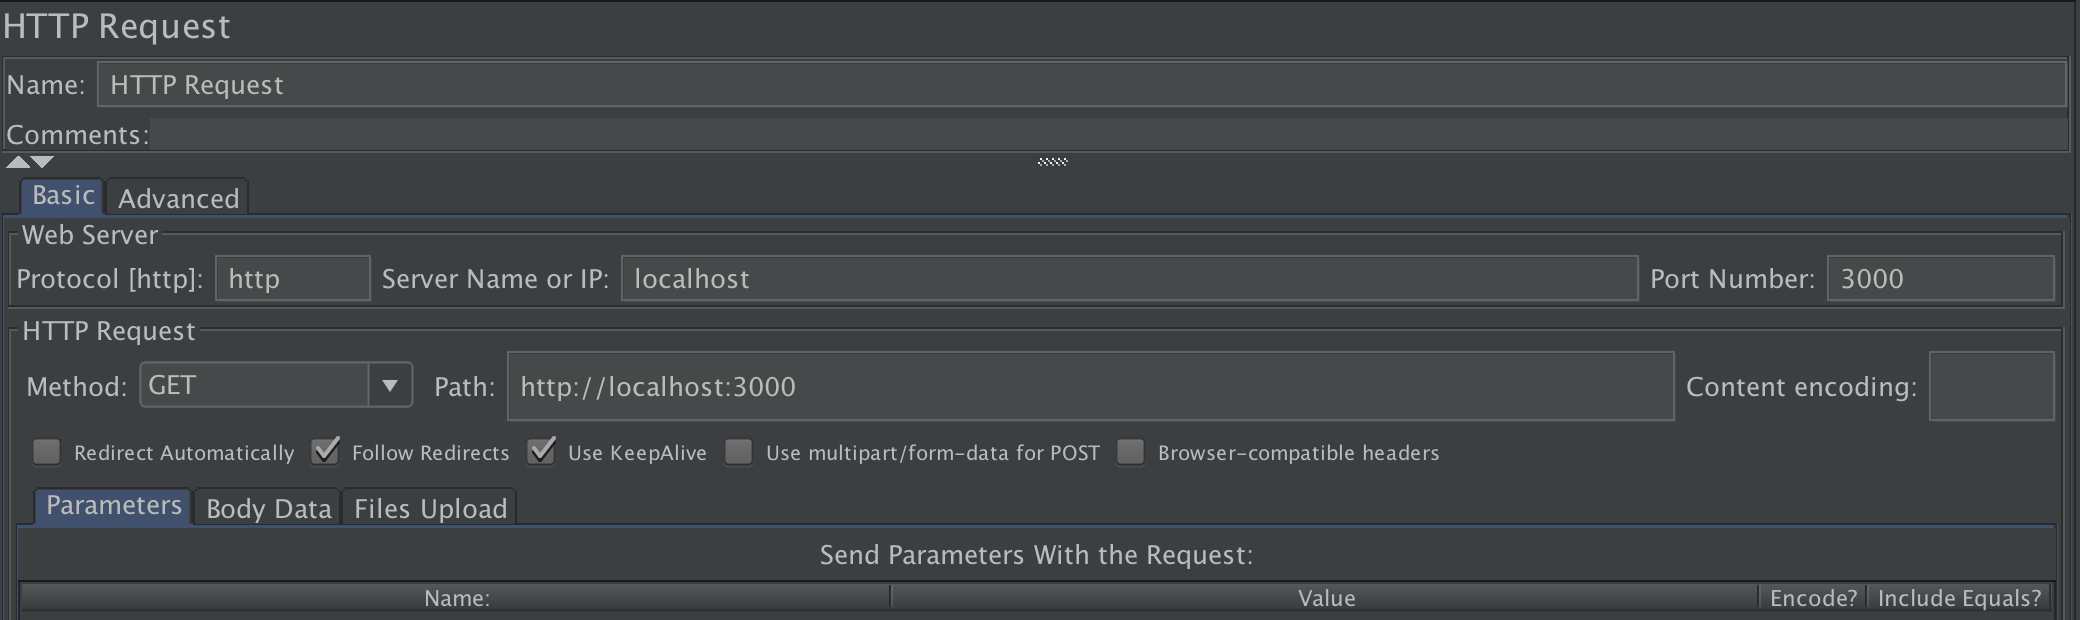 HTTP Request
Name: HTTP Request
Comments:
Basic Advanced
Web Server
Protocol [http]: http Server Name or IP: localhost Port Number: 3000
HTTP Request
Method: GET Path: http://localhost:3000 Content encoding:
Redirect Automatically Follow Redirects Use KeepAlive Use multipart/form-data for POST Browser-compatible headers
Parameters Body Data Files Upload
Send Parameters With the Request:
Name: Value Encode? Include Equals?